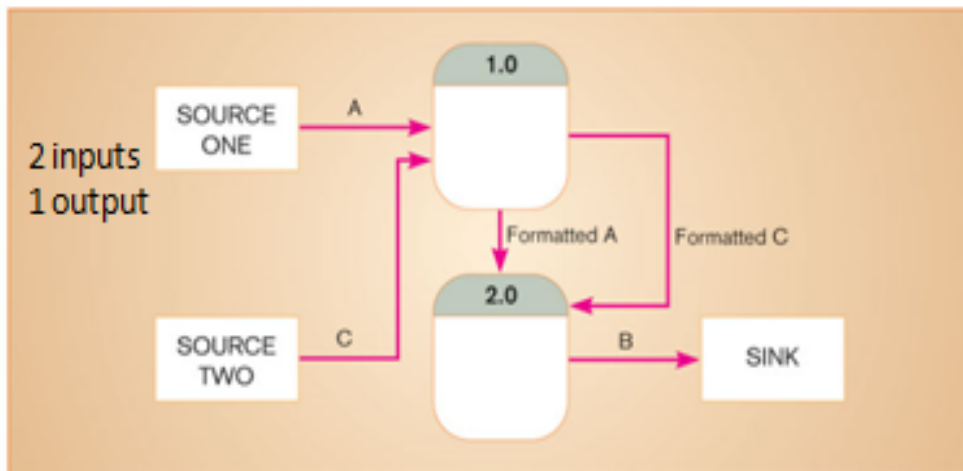 2 inputs
1 output
SOURCE
ONE
A
1.0
Formatted A
Formatted C
SOURCE
TWO
C
2.0
B
SINK